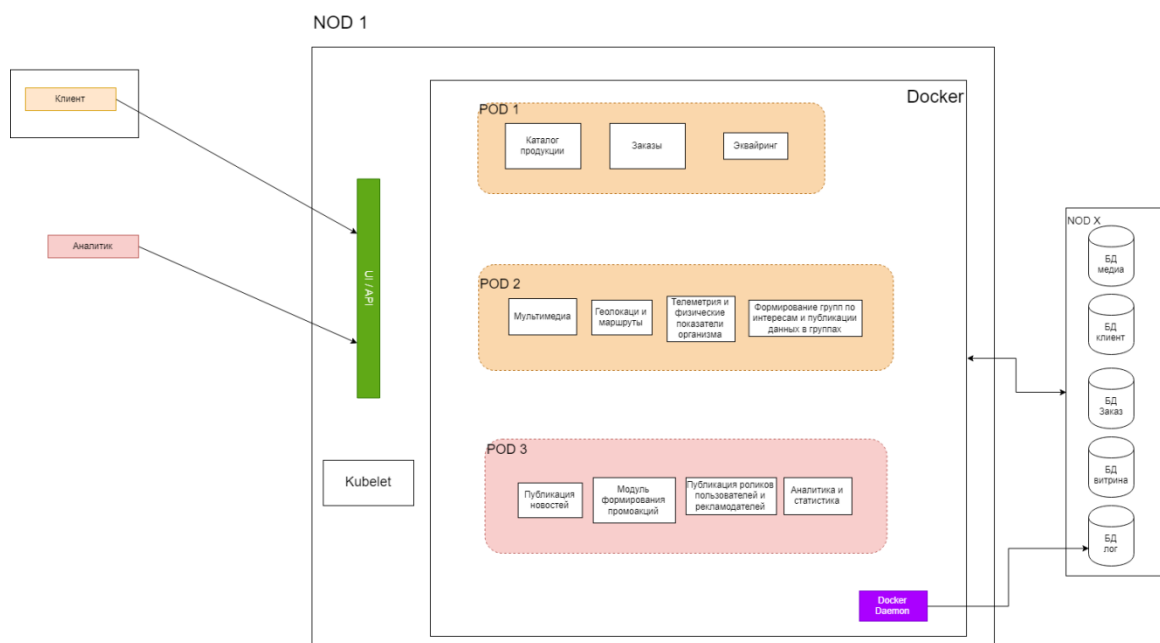 NOD 1
Клиент
Аналитик
UI / API
Kubelet
Docker
POD 1
Каталог
продукции
Заказы
Эквайринг
POD 2
Мультимедиа
Геолокаци и
маршруты
Телеметрия и
физические
показатели
организма
Формирование групп по
интересам и публикации
данных в группах
POD 3
Публикация
новостей
Модуль
формирования
промоакций
Публикация роликов
пользователей и
рекламодателей
Аналитика и
статистика
Docker
Daemon
NOD X
БД
медиа
БД
клиент
БД
Заказ
БД
витрина
БД
лог